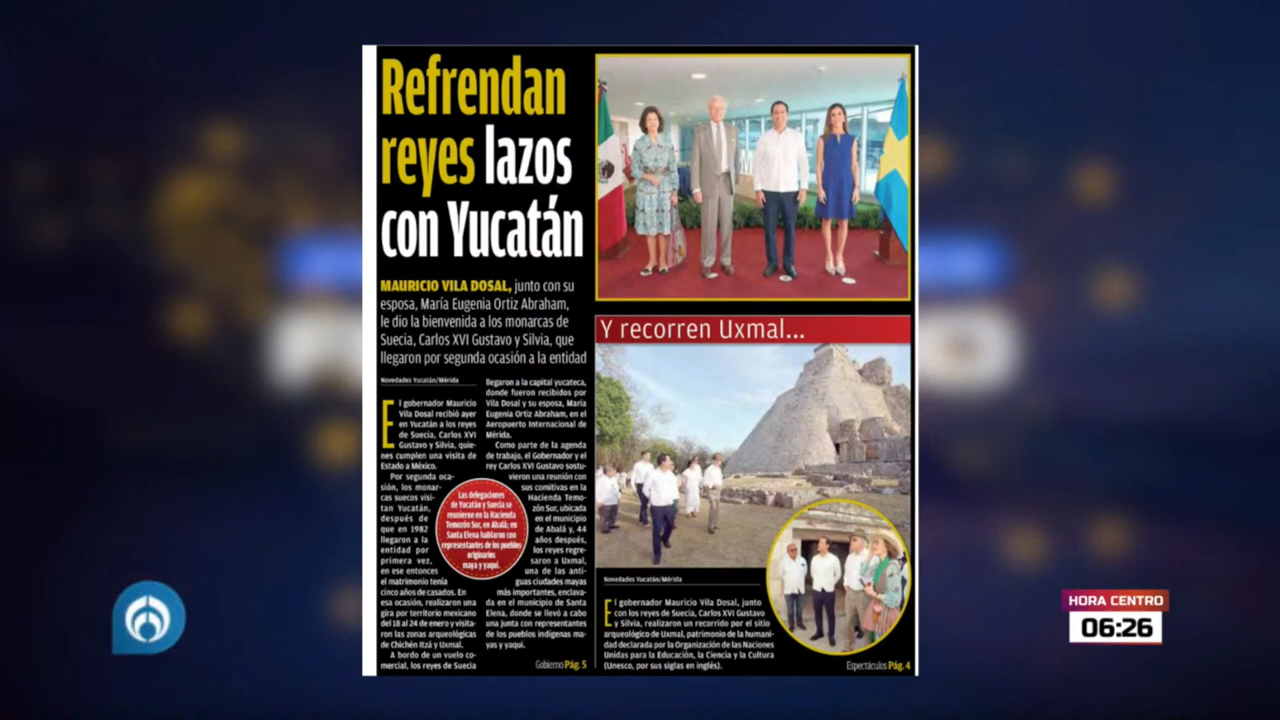 Refrendan
reyes lazos
con Yucatán
MAURICIO VILA DOSAL, junto con su
esposa, María Eugenia Ortiz Abraham,
le dio la bienvenida a los monarcas de
Suecia, Carlos XVI Gustavo y Silvia, que
llegaron por segunda ocasión a la entidad
Novedades Yucatán/Mérida
El gobernador Mauricio
Vila Dosal recibió ayer
en Yucatán a los reyes
de Suecia, Carlos XVI
Gustavo y Silvia, quie-
nes cumplen una visita de
Estado a México.
Por segunda oca-
sión, los monar-
cas suecos visi-
tan Yucatán,
después de
que en 1982
llegaron a la
entidad por
primera vez,
en ese entonces
el matrimonio tenía
cinco años de casados. En
esa ocasión, realizaron una
gira por territorio mexicano
del 18 al 24 de enero y visita-
ron las zonas arqueológicas
de Chichén Itzá y Uxmal.
A bordo de un vuelo co-
mercial, los reyes de Suecia
llegaron a la capital yucateca,
donde fueron recibidos por
Vila Dosal y su esposa, María
Eugenia Ortiz Abraham, en el
Aeropuerto Internacional de
Mérida.
Como parte de la agenda
de trabajo, el Gobernador y el
rey Carlos XVI Gustavo sostu-
vieron una reunión con
sus comitivas en la
Hacienda Temo-
zón Sur, ubicada
en el municipio
de Abalá y, 44
años después,
los reyes regre-
saron a Uxmal,
una de las anti-
guas ciudades mayas
más importantes, enclava-
da en el municipio de Santa
Elena, donde se llevó a cabo
una junta con representantes
de los pueblos indígenas ma-
yas y yaqui.
Las delegaciones
de Yucatán y Suecia se
reunieron en la Hacienda
Temozón Sur, en Abalá; en
Santa Elena hablaron con
representantes de los pueblos
originarios
maya y yaqui.
Gobierno Pág. 5
Y recorren Uxmal...
Novedades Yucatán/Mérida
El gobernador Mauricio Vila Dosal, junto
con los reyes de Suecia, Carlos XVI Gustavo
y Silvia, realizaron un recorrido por el sitio
arqueológico de Uxmal, patrimonio de la humani-
dad declarada por la Organización de las Naciones
Unidas para la Educación, la Ciencia y la Cultura
(Unesco, por sus siglas en inglés).
Espectáculos Pág. 4
HORA CENTRO
06:26